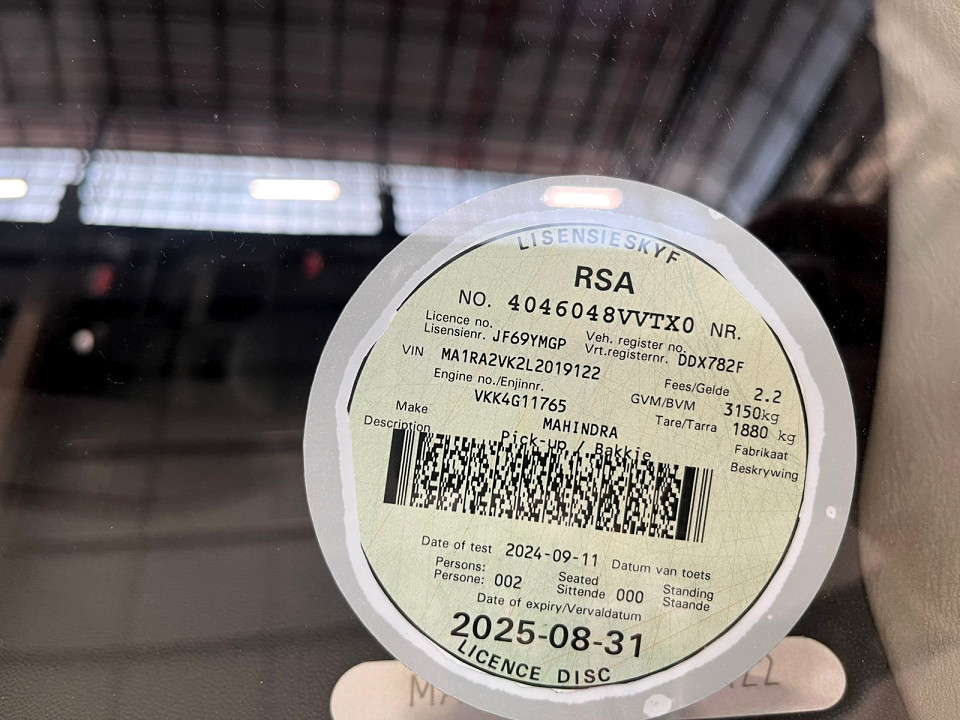 LISENSIESKYF
RSA
NO. 4046048VVTX0 NR.
Licence no. Lisensienr. JF69YMGP Veh. register no. Vrt.registernr. DDX782F
VIN MA1RA2VK2L2019122
Engine no./Enjinnr. Fees/Gelde 2.2
VKK4G11765 GVM/BVM 3150kg
Make MAHINDRA Tare/Tarra 1880 kg
Description Pick-up / Bakkie Fabrikaat
Beskrywing
Date of test 2024-09-11 Datum van toets
Persons: Persone: 002 Seated Sittende 000 Standing Staande
Date of expiry/Vervaldatum
2025-08-31
LICENCE DISC